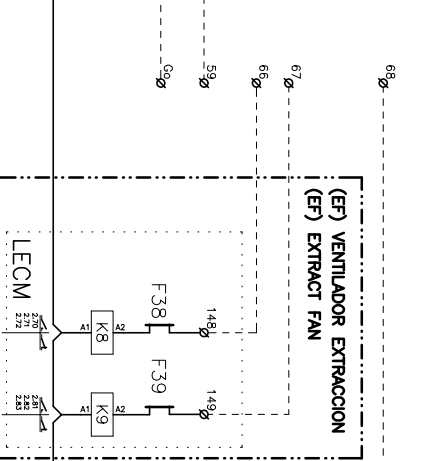 Go
59
66
67
68
(EF) VENTILADOR EXTRACCION
(EF) EXTRACT FAN
LECM
F38
148
K8
A1
A2
2.70
2.71
2.72
F39
149
K9
A1
A2
2.81
2.82
2.83